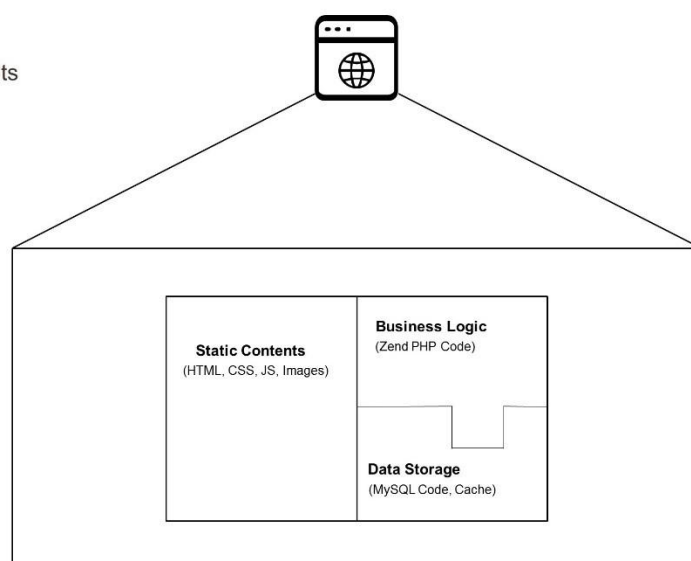 ts
Static Contents
(HTML, CSS, JS, Images)
Business Logic
(Zend PHP Code)
Data Storage
(MySQL Code, Cache)